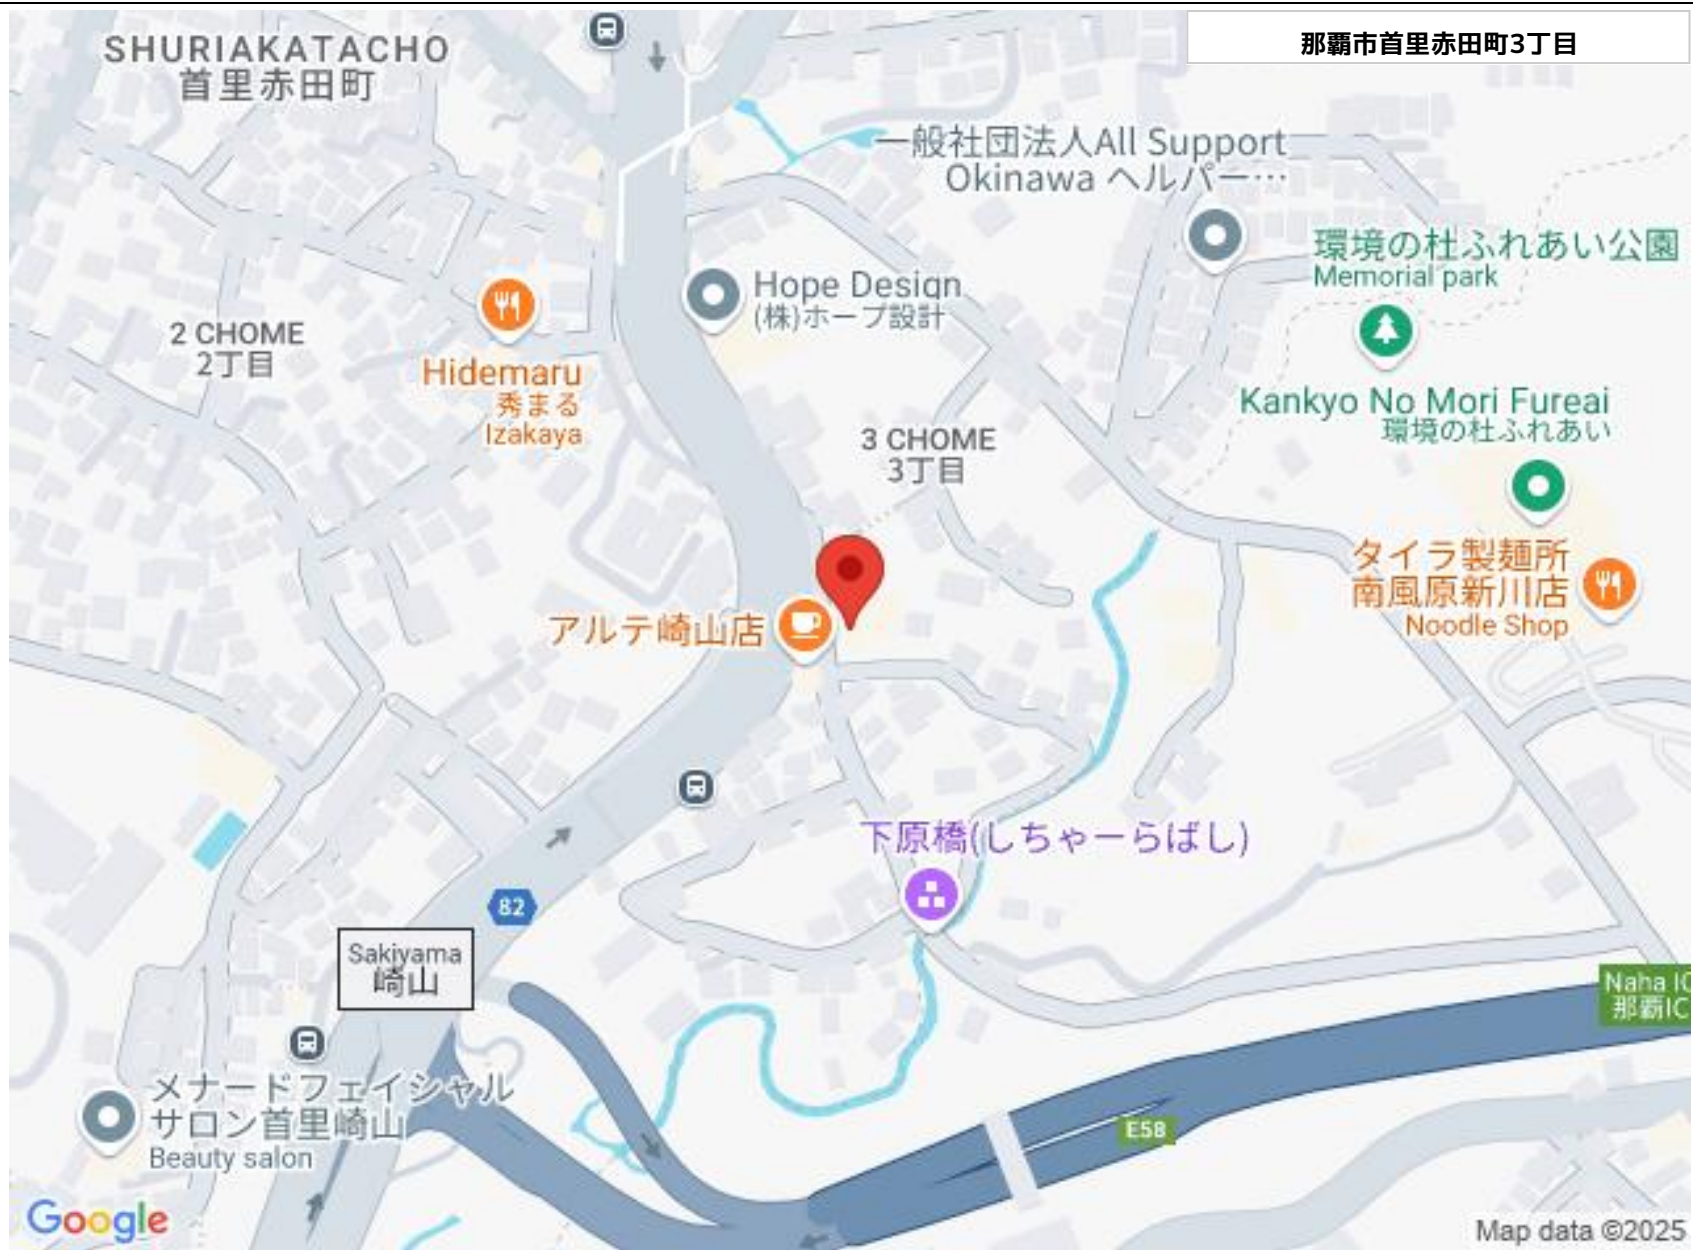 那覇市首里赤田町3丁目
SHURIAKATACHO
首里赤田町
一般社団法人All Support
Okinawa ヘルパー…
環境の杜ふれあい公園
Memorial park
Hope Design
(株)ホープ設計
2 CHOME
2丁目
Hidemaru
秀まる
Izakaya
Kankyo No Mori Fureai
環境の杜ふれあい
3 CHOME
3丁目
タイラ製麺所
南風原新川店
Noodle Shop
アルテ崎山店
下原橋(しちゃーらばし)
82
Sakiyama
崎山
Naha IC
那覇IC
メナードフェイシャル
サロン首里崎山
Beauty salon
E58
Google
Map data ©2025